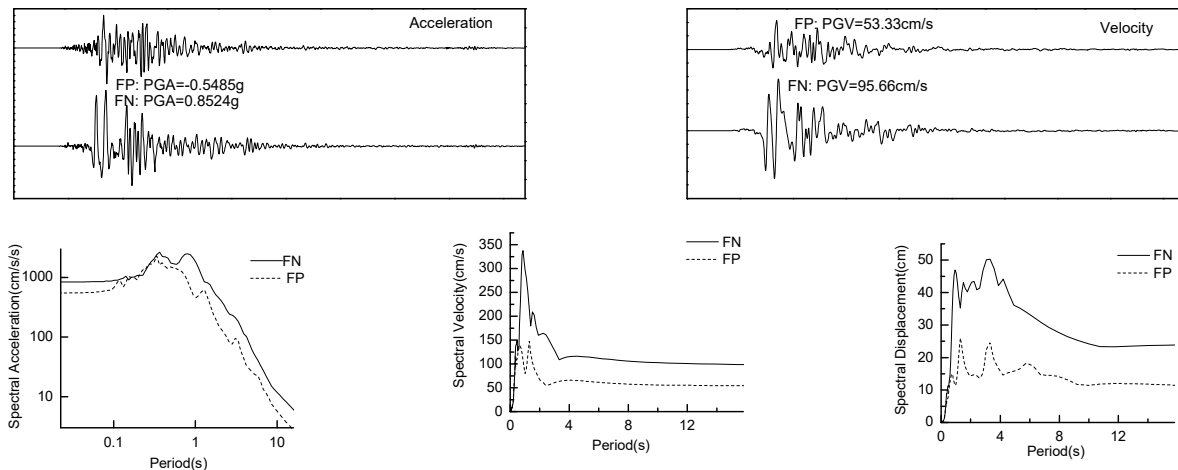 Acceleration
FP: PGA=-0.5485g
FN: PGA=0.8524g
FP: PGV=53.33cm/s
Velocity
FN: PGV=95.66cm/s
Spectral Acceleration(cm/s/s)
1000
100
10
0.1
1
10
Period(s)
FN
FP
Spectral Velocity(cm/s)
350
300
250
200
150
100
50
0
0
4
8
12
Period(s)
FN
FP
Spectral Displacement(cm)
50
40
30
20
10
0
0
4
8
12
Period(s)
FN
FP